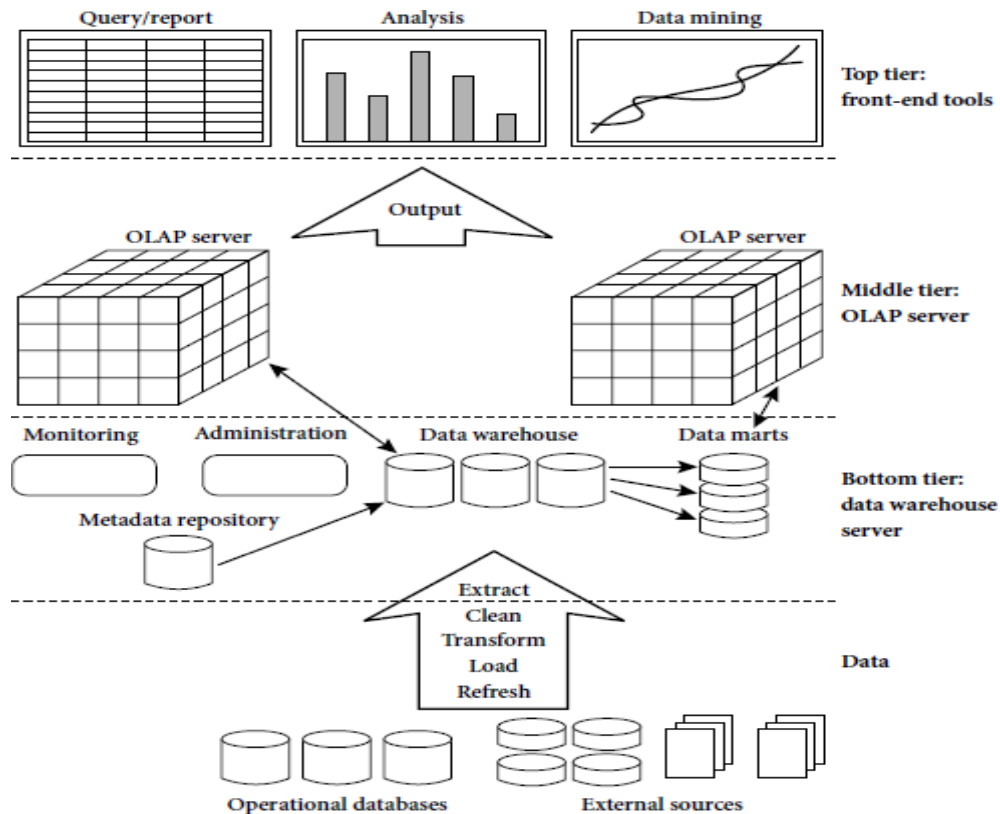 Query/report
Analysis
Data mining
Top tier:
front-end tools
Output
OLAP server
OLAP server
Middle tier:
OLAP server
Monitoring
Administration
Data warehouse
Data marts
Bottom tier:
data warehouse
server
Metadata repository
Extract
Clean
Transform
Load
Refresh
Data
Operational databases
External sources